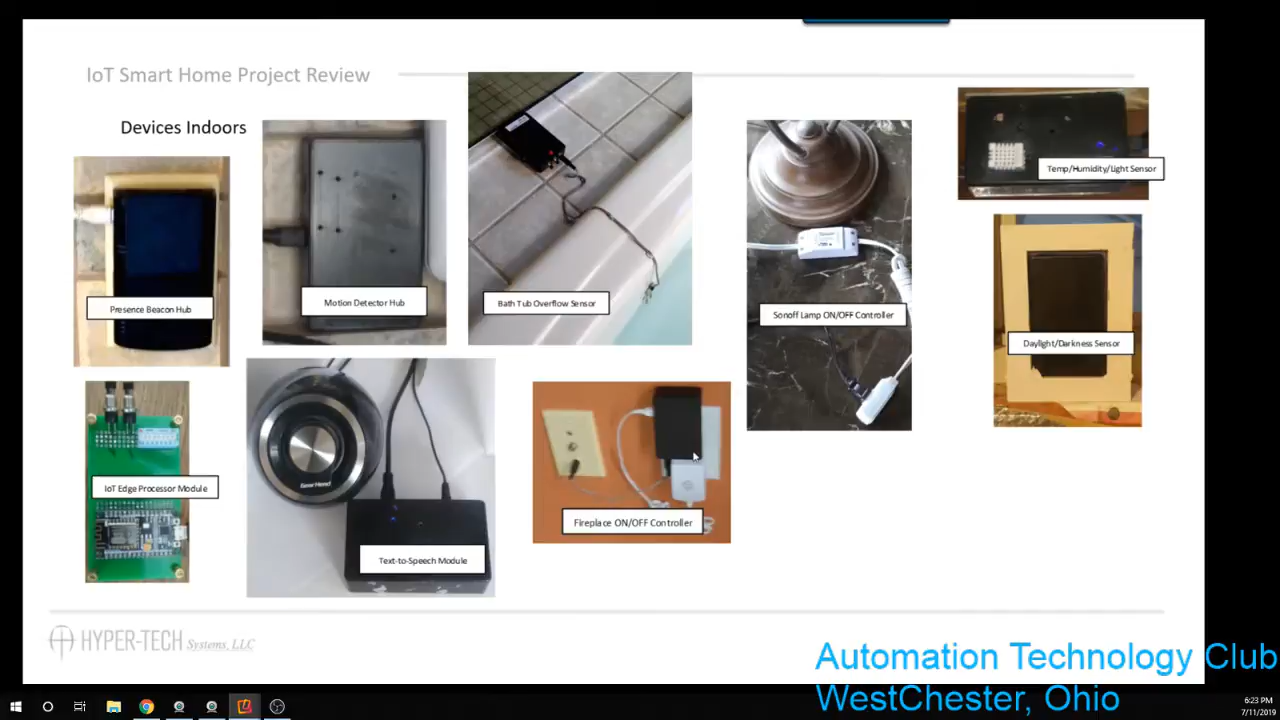 IoT Smart Home Project Review
Devices Indoors
Presence Beacon Hub
Motion Detector Hub
Bath Tub Overflow Sensor
Sonoff Lamp ON/OFF Controller
Temp/Humidity/Light Sensor
Daylight/Darkness Sensor
IoT Edge Processor Module
Text-to-Speech Module
Fireplace ON/OFF Controller
HYPER-TECH Systems, LLC
Automation Technology Club
WestChester, Ohio
6:23 PM
7/11/2019